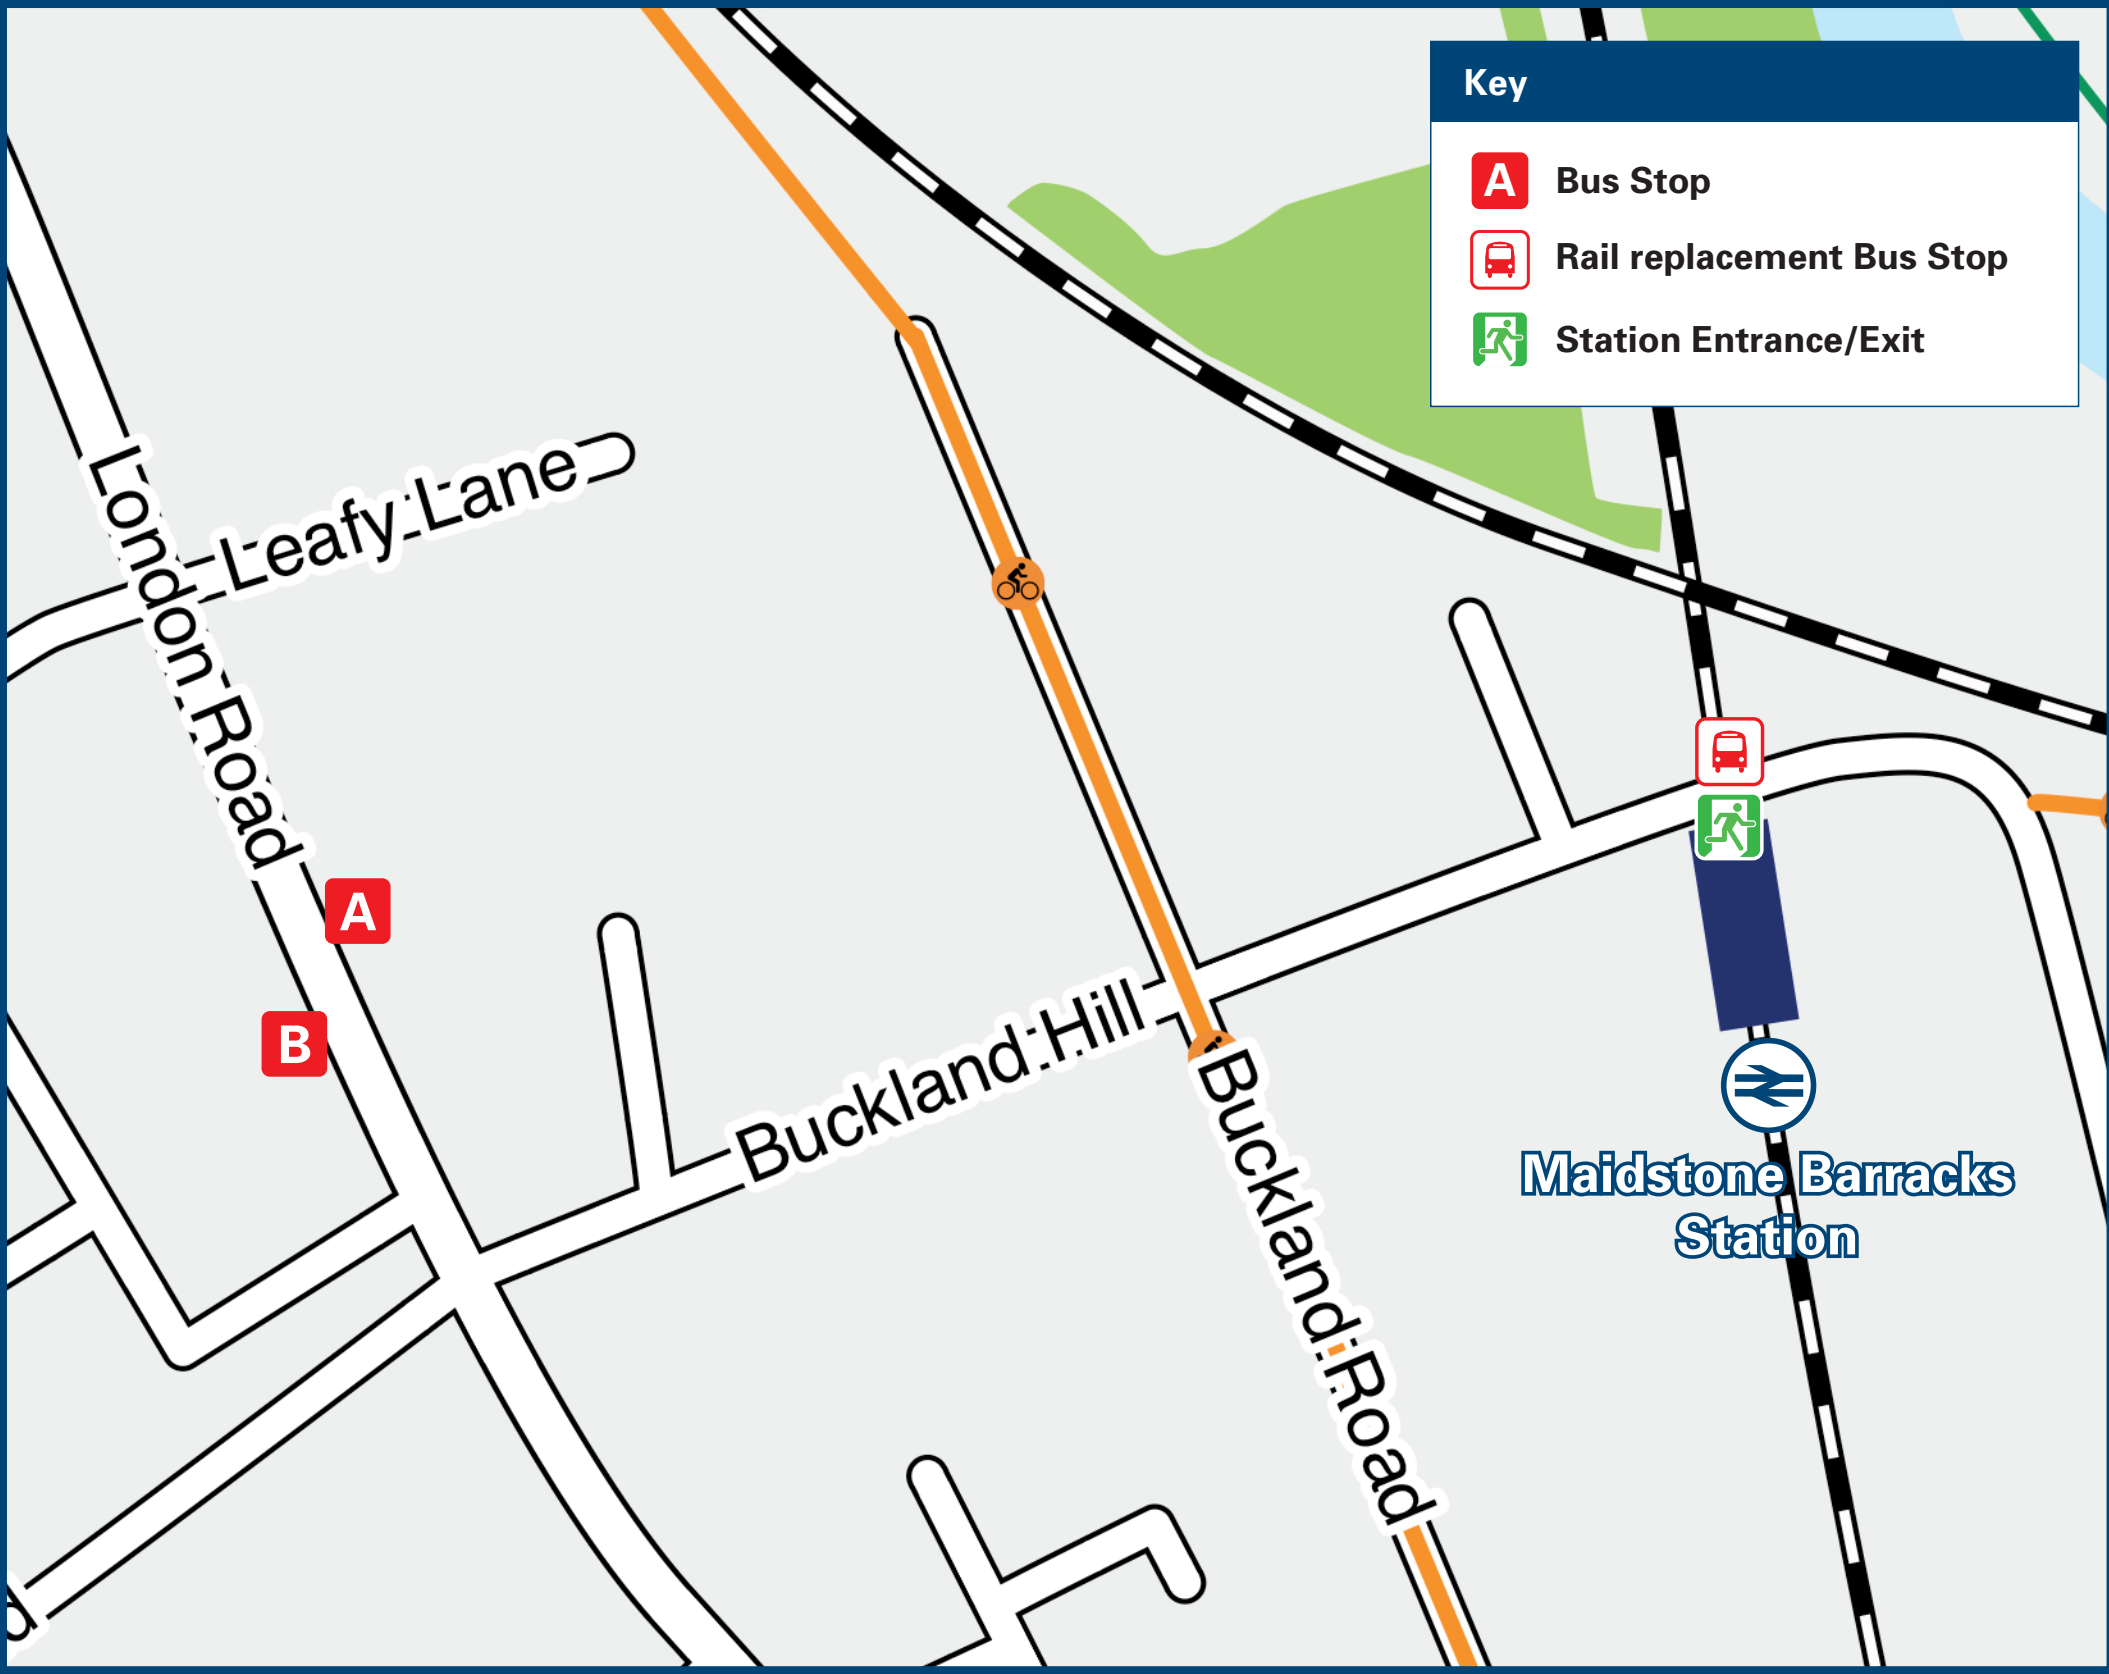 Key
A
Bus Stop
Rail replacement Bus Stop
Station Entrance/Exit
London Road
Leafy Lane
A
B
Buckland Hill
Buckland Road
Maidstone Barracks
Station
d